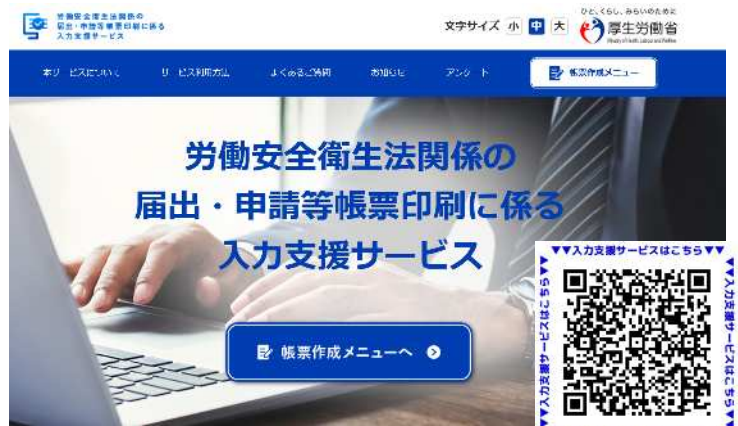 労働安全衛生法関係の
届出・申請等帳票印刷に係る
入力支援サービス
文字サイズ 小 中 大
ひと、くらし、みらいのために
厚生労働省
Ministry of Health, Labour and Welfare
お知らせ
帳票作成メニュー
労働安全衛生法関係の
届出・申請等帳票印刷に係る
入力支援サービス
帳票作成メニューへ
▼▼入力支援サービスはこちら▼▼
▼▼入力支援サービスはこちら▼▼
▼▼入力支援サービスはこちら▼▼